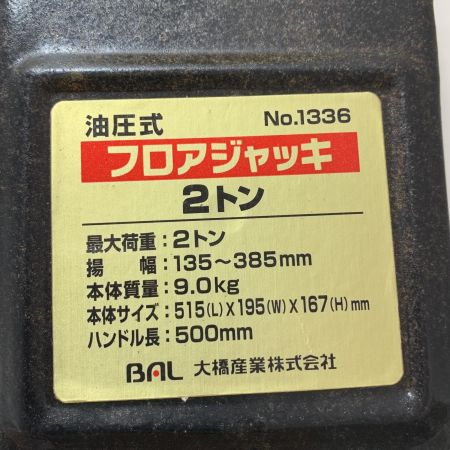 油圧式 No.1336
フロアジャッキ
2トン
最大荷重:2トン
揚 幅:135~385mm
本体質量:9.0kg
本体サイズ:515(L)X195(W)X167(H)mm
ハンドル長:500mm
BAL 大橋産業株式会社